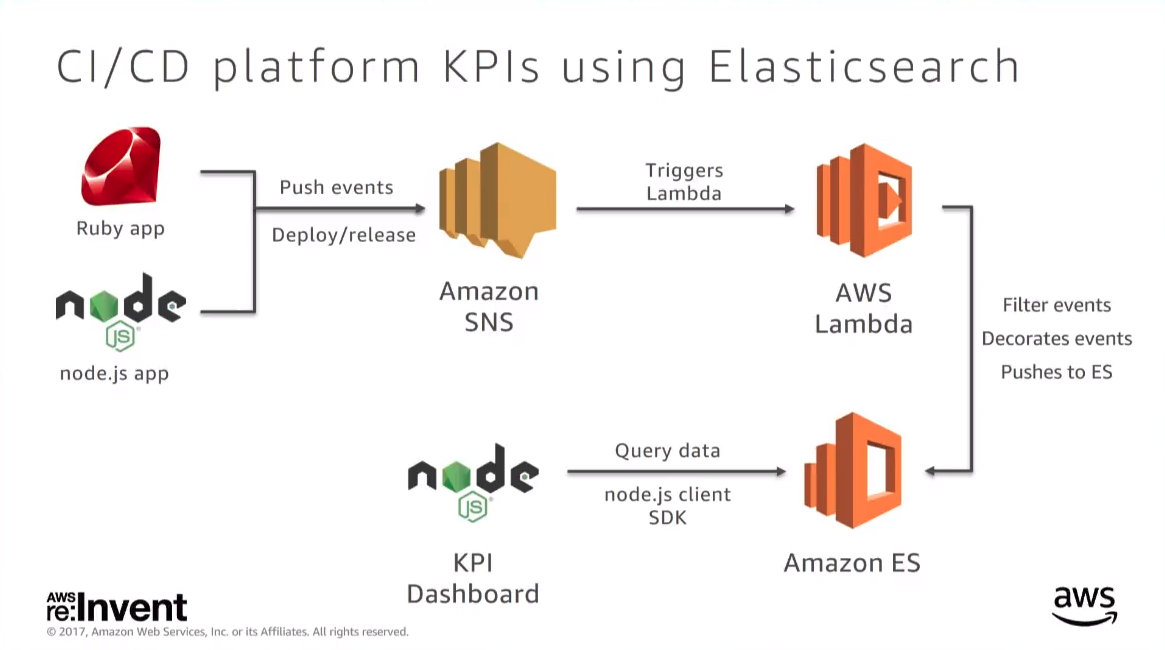 CI/CD platform KPIs using Elasticsearch
Ruby app
node
JS
node.js app
Push events
Deploy/release
Amazon
SNS
Triggers
Lambda
AWS
Lambda
Filter events
Decorates events
Pushes to ES
node
JS
KPI
Dashboard
Query data
node.js client
SDK
Amazon ES
AWS
re:Invent
© 2017, Amazon Web Services, Inc. or its Affiliates. All rights reserved.
aws